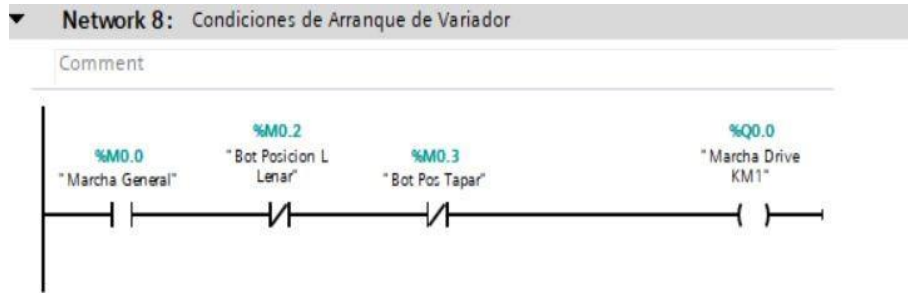 Network 8: Condiciones de Arranque de Variador
Comment
%M0.0
"Marcha General"
%M0.2
"Bot Posicion L
Lenar"
%M0.3
"Bot Pos Tapar"
%Q0.0
"Marcha Drive
KM1"